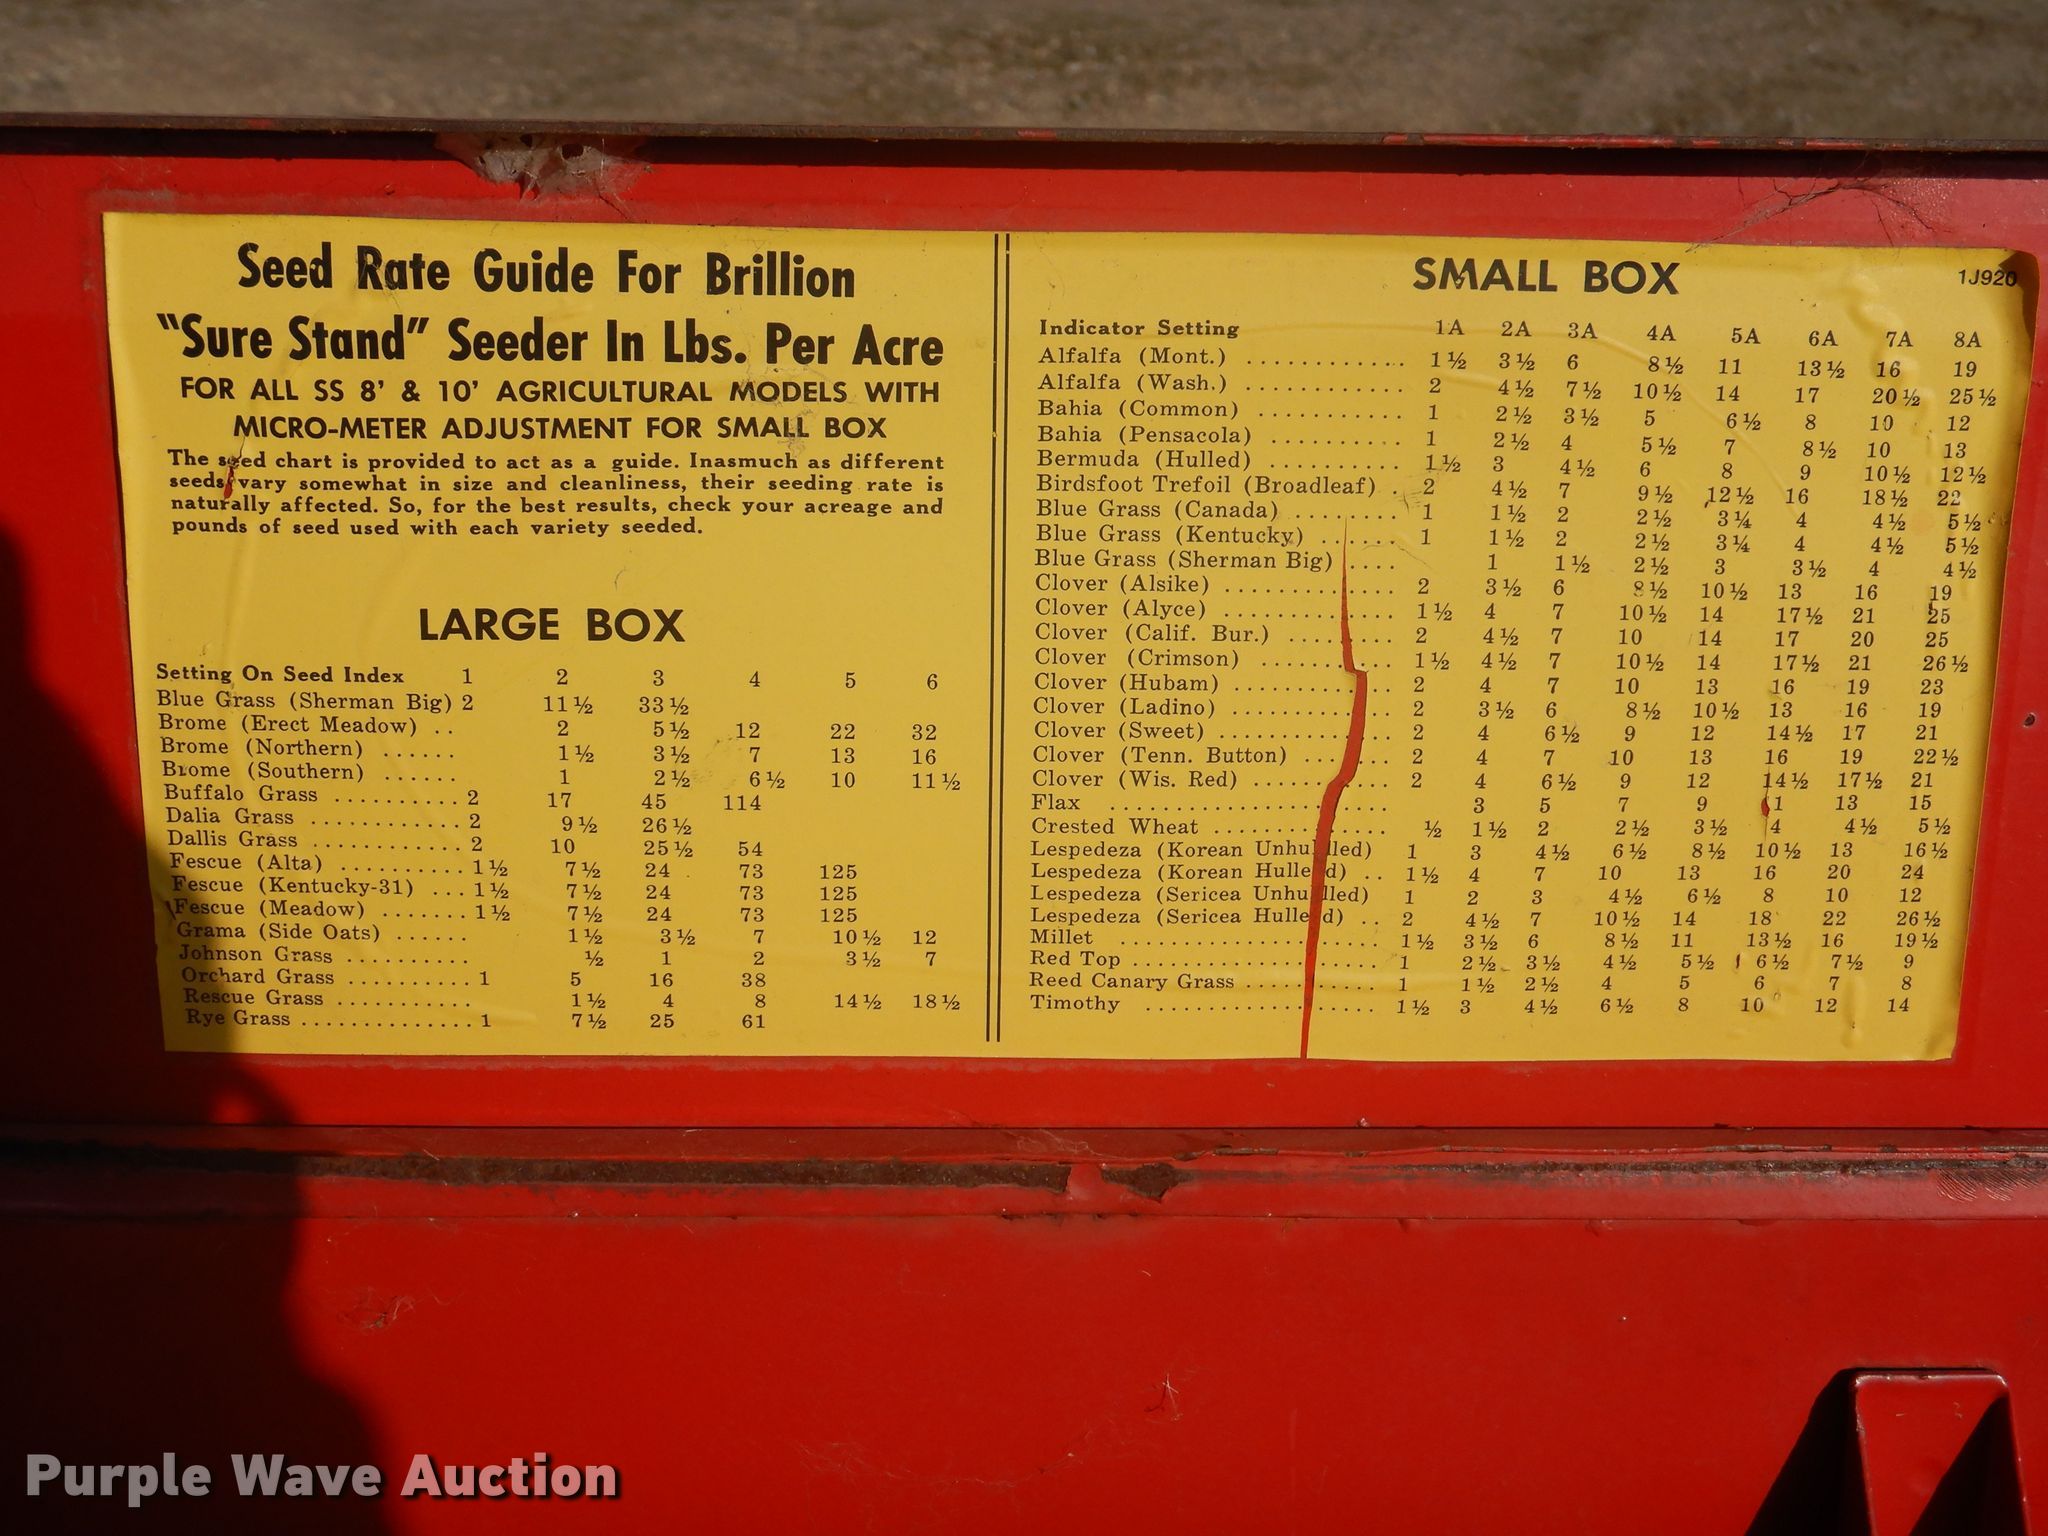 Seed Rate Guide For Brillion
"Sure Stand" Seeder In Lbs. Per Acre
FOR ALL SS 8' & 10' AGRICULTURAL MODELS WITH
MICRO-METER ADJUSTMENT FOR SMALL BOX
The seed chart is provided to act as a guide. Inasmuch as different
seeds vary somewhat in size and cleanliness, their seeding rate is
naturally affected. So, for the best results, check your acreage and
pounds of seed used with each variety seeded.
LARGE BOX
Setting On Seed Index 1 2 3 4 5 6
Blue Grass (Sherman Big) 2 11½ 33½
Brome (Erect Meadow) .. 2 5½ 12 22 32
Brome (Northern) ...... 1½ 3½ 7 13 16
Brome (Southern) ...... 1 2½ 6½ 10 11½
Buffalo Grass .......... 2 17 45 114
Dalia Grass ............ 2 9½ 26½
Dallis Grass ............ 2 10 25½ 54
Fescue (Alta) .......... 1½ 7½ 24 73 125
Fescue (Kentucky-31) ... 1½ 7½ 24 73 125
Fescue (Meadow) ....... 1½ 7½ 24 73 125
Grama (Side Oats) ...... 1½ 3½ 7 10½ 12
Johnson Grass .......... ½ 1 2 3½ 7
Orchard Grass .......... 1 5 16 38
Rescue Grass ........... 1½ 4 8 14½ 18½
Rye Grass .............. 1 7½ 25 61
SMALL BOX 1J920
Indicator Setting 1A 2A 3A 4A 5A 6A 7A 8A
Alfalfa (Mont.) ............. 1½ 3½ 6 8½ 11 13½ 16 19
Alfalfa (Wash.) ............. 2 4½ 7½ 10½ 14 17 20½ 25½
Bahia (Common) ........... 1 2½ 3½ 5 6½ 8 10 12
Bahia (Pensacola) .......... 1 2½ 4 5½ 7 8½ 10 13
Bermuda (Hulled) .......... 1½ 3 4½ 6 8 9 10½ 12½
Birdsfoot Trefoil (Broadleaf) . 2 4½ 7 9½ 12½ 16 18½ 22
Blue Grass (Canada) ........ 1 1½ 2 2½ 3¼ 4 4½ 5½
Blue Grass (Kentucky) ...... 1 1½ 2 2½ 3¼ 4 4½ 5½
Blue Grass (Sherman Big) .... 1 1½ 2½ 3 3½ 4 4½
Clover (Alsike) ............. 2 3½ 6 8½ 10½ 13 16 19
Clover (Alyce) ............. 1½ 4 7 10½ 14 17½ 21 25
Clover (Calif. Bur.) ........ 2 4½ 7 10 14 17 20 25
Clover (Crimson) .......... 1½ 4½ 7 10½ 14 17½ 21 26½
Clover (Hubam) ............ 2 4 7 10 13 16 19 23
Clover (Ladino) ............ 2 3½ 6 8½ 10½ 13 16 19
Clover (Sweet) ............. 2 4 6½ 9 12 14½ 17 21
Clover (Tenn. Button) ....... 2 4 7 10 13 16 19 22½
Clover (Wis. Red) .......... 2 4 6½ 9 12 14½ 17½ 21
Flax ..................... 3 5 7 9 11 13 15
Crested Wheat ............. ½ 1½ 2 2½ 3½ 4 4½ 5½
Lespedeza (Korean Unhulled) 1 3 4½ 6½ 8½ 10½ 13 16½
Lespedeza (Korean Hulled) .. 1½ 4 7 10 13 16 20 24
Lespedeza (Sericea Unhulled) 1 2 3 4½ 6½ 8 10 12
Lespedeza (Sericea Hulled) .. 2 4½ 7 10½ 14 18 22 26½
Millet .................... 1½ 3½ 6 8½ 11 13½ 16 19½
Red Top ................... 1 2½ 3½ 4½ 5½ 6½ 7½ 9
Reed Canary Grass .......... 1 1½ 2½ 4 5 6 7 8
Timothy .................. 1½ 3 4½ 6½ 8 10 12 14
Purple Wave Auction